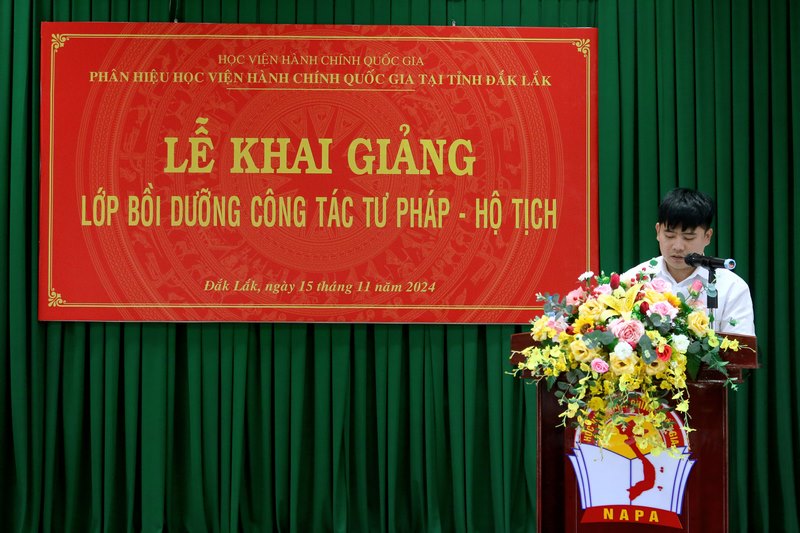 HỌC VIỆN HÀNH CHÍNH QUỐC GIA
PHÂN HIỆU HỌC VIỆN HÀNH CHÍNH QUỐC GIA TẠI TỈNH ĐẮK LẮK
LỄ KHAI GIẢNG
LỚP BỒI DƯỠNG CÔNG TÁC TƯ PHÁP - HỘ TỊCH
Đắk Lắk, ngày 15 tháng 11 năm 2024
NAPA